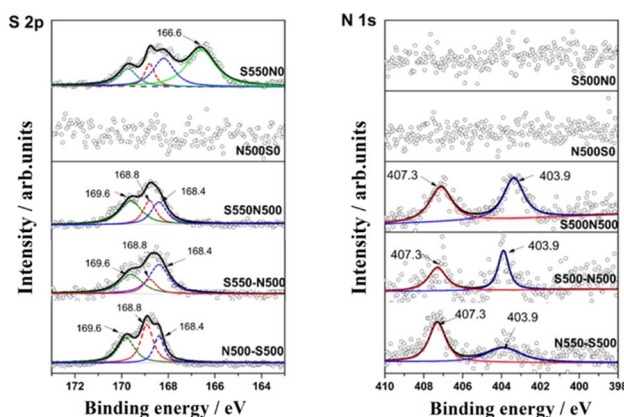 S 2p
166.6
S550N0
N500S0
168.8
169.6
168.4
S550N500
168.8
169.6
168.4
S550-N500
168.8
169.6
168.4
N500-S500
172 170 168 166 164
Binding energy / eV
Intensity / arb.units
N 1s
S500N0
N500S0
407.3
403.9
S500N500
407.3
403.9
S500-N500
407.3
403.9
N550-S500
410 408 406 404 402 400 398
Binding energy / eV
Intensity / arb.units